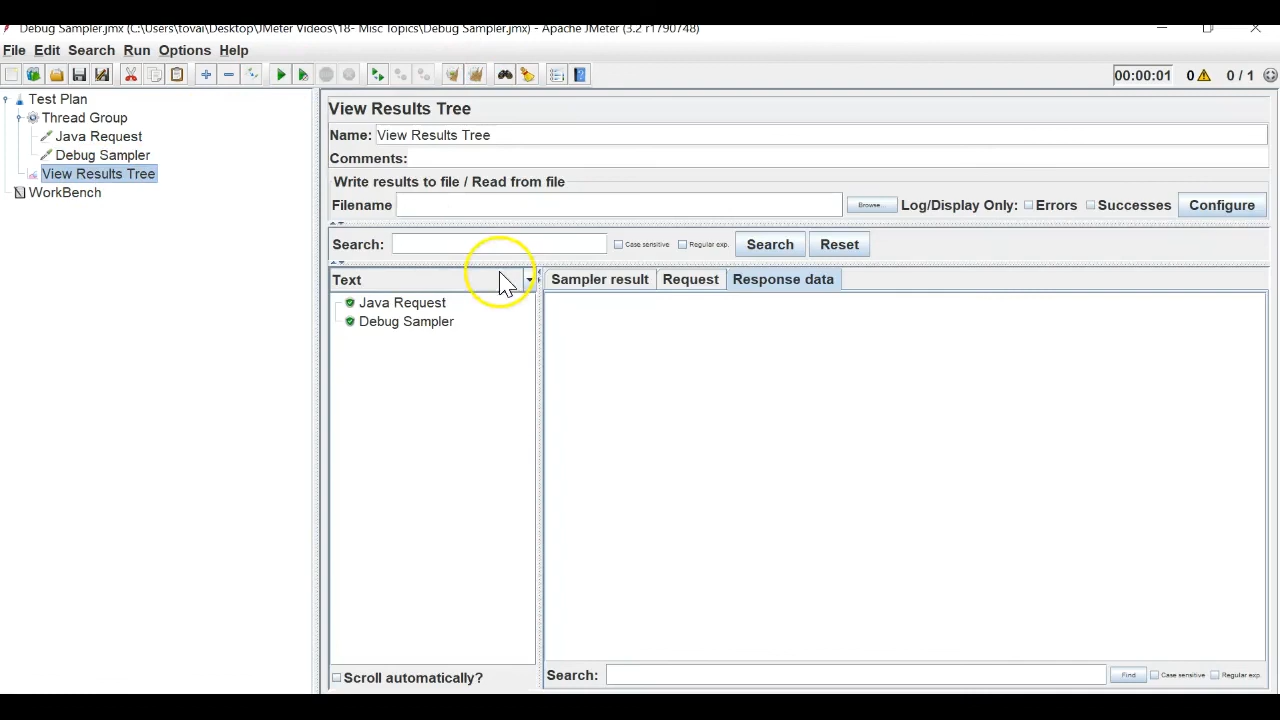 Debug Sampler.jmx (C:\Users\tovai\Desktop\JMeter Videos\18- Misc Topics\Debug Sampler.jmx) - Apache JMeter (3.2 r1790748)
File Edit Search Run Options Help
00:00:01 0 0 / 1
Test Plan
Thread Group
Java Request
Debug Sampler
View Results Tree
WorkBench
View Results Tree
Name: View Results Tree
Comments:
Write results to file / Read from file
Filename Browse... Log/Display Only: Errors Successes Configure
Search: Case sensitive Regular exp. Search Reset
Text
Sampler result Request Response data
Java Request
Debug Sampler
Scroll automatically?
Search: Find Case sensitive Regular exp.